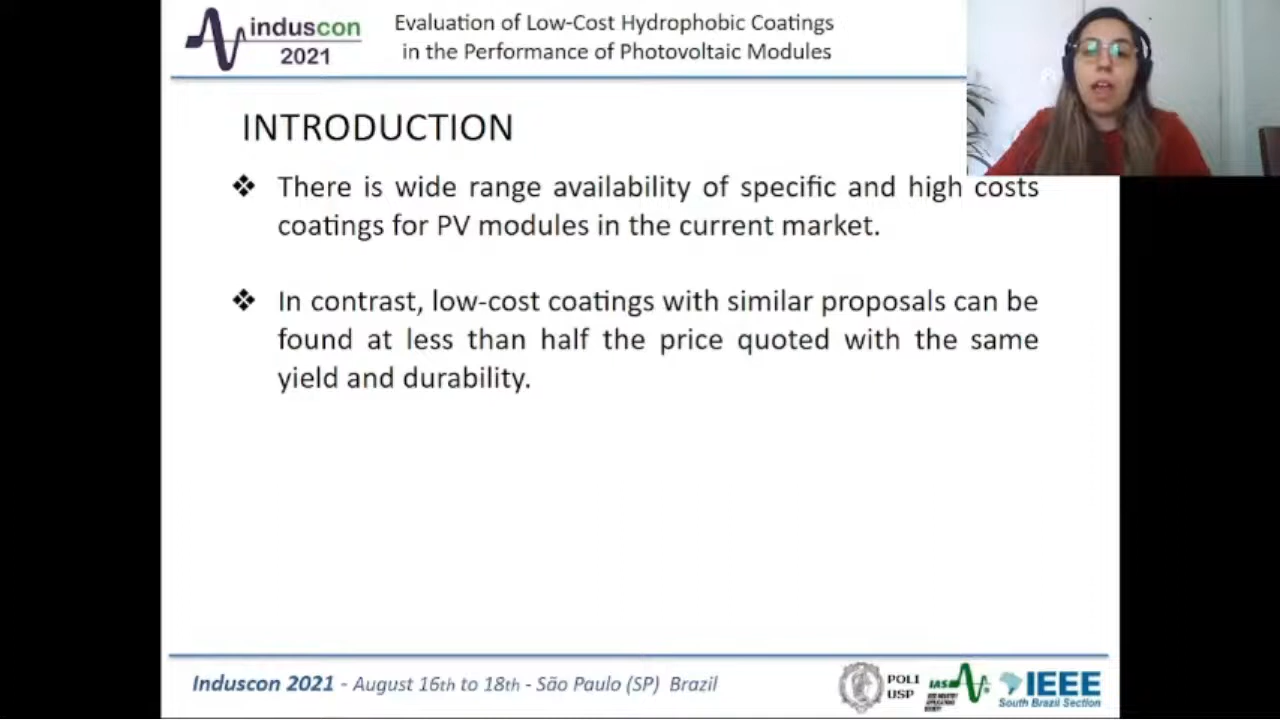 induscon
2021
Evaluation of Low-Cost Hydrophobic Coatings
in the Performance of Photovoltaic Modules
INTRODUCTION
❖ There is wide range availability of specific and high costs
coatings for PV modules in the current market.
❖ In contrast, low-cost coatings with similar proposals can be
found at less than half the price quoted with the same
yield and durability.
Induscon 2021 - August 16th to 18th - São Paulo (SP) Brazil
POLI
USP
IAS
IEEE
South Brazil Section